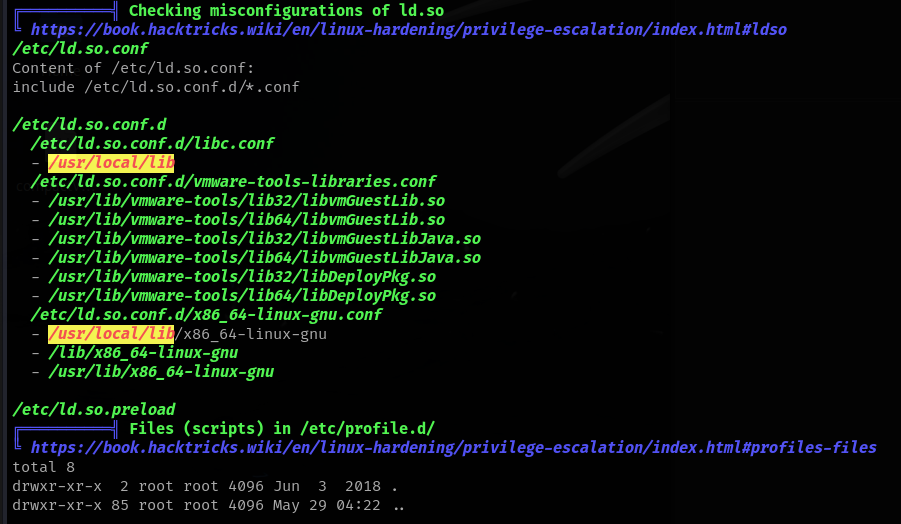 ╔══════════╣ Checking misconfigurations of ld.so
╚ https://book.hacktricks.wiki/en/linux-hardening/privilege-escalation/index.html#ldso
/etc/ld.so.conf
Content of /etc/ld.so.conf:
include /etc/ld.so.conf.d/*.conf

/etc/ld.so.conf.d
  /etc/ld.so.conf.d/libc.conf
  - /usr/local/lib
  /etc/ld.so.conf.d/vmware-tools-libraries.conf
  - /usr/lib/vmware-tools/lib32/libvmGuestLib.so
  - /usr/lib/vmware-tools/lib64/libvmGuestLib.so
  - /usr/lib/vmware-tools/lib32/libvmGuestLibJava.so
  - /usr/lib/vmware-tools/lib64/libvmGuestLibJava.so
  - /usr/lib/vmware-tools/lib32/libDeployPkg.so
  - /usr/lib/vmware-tools/lib64/libDeployPkg.so
  /etc/ld.so.conf.d/x86_64-linux-gnu.conf
  - /usr/local/lib/x86_64-linux-gnu
  - /lib/x86_64-linux-gnu
  - /usr/lib/x86_64-linux-gnu

/etc/ld.so.preload
╔══════════╣ Files (scripts) in /etc/profile.d/
╚ https://book.hacktricks.wiki/en/linux-hardening/privilege-escalation/index.html#profiles-files
total 8
drwxr-xr-x  2 root root 4096 Jun  3  2018 .
drwxr-xr-x 85 root root 4096 May 29 04:22 ..